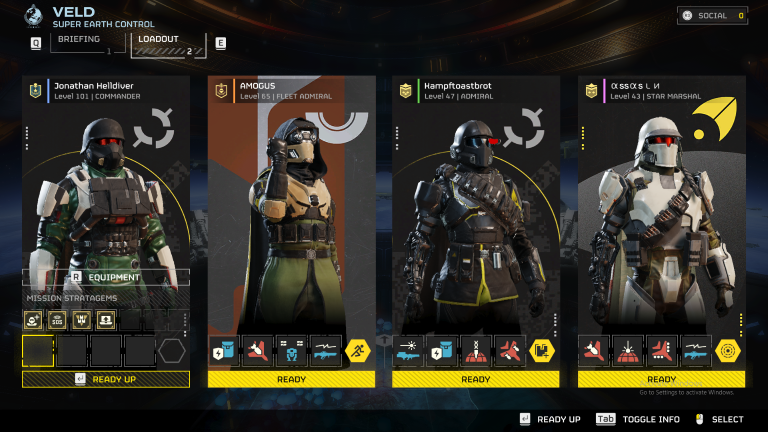 VELD
SUPER EARTH CONTROL
SOCIAL 0
Q BRIEFING 1 LOADOUT 2 E
Jonathan Helldiver
Level 101 | COMMANDER
AMOGUS
Level 65 | FLEET ADMIRAL
Hampftoastbrot
Level 47 | ADMIRAL
αssαsιи
Level 43 | STAR MARSHAL
R EQUIPMENT
MISSION STRATAGEMS
SOS
READY UP
READY
READY
READY
Go to Settings to activate Windows.
READY UP Tab TOGGLE INFO SELECT